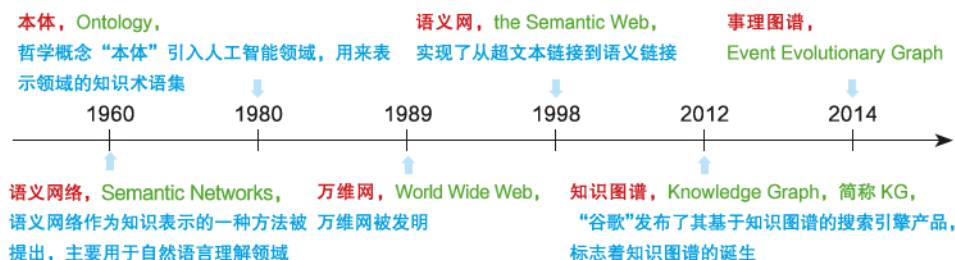 本体，Ontology，
哲学概念“本体”引入人工智能领域，用来表
示领域的知识术语集
语义网，the Semantic Web，
实现了从超文本链接到语义链接
事理图谱，
Event Evolutionary Graph
1960 1980 1989 1998 2012 2014
语义网络，Semantic Networks，
语义网络作为知识表示的一种方法被
提出，主要用于自然语言理解领域
万维网，World Wide Web，
万维网被发明
知识图谱，Knowledge Graph，简称 KG，
“谷歌”发布了其基于知识图谱的搜索引擎产品，
标志着知识图谱的诞生